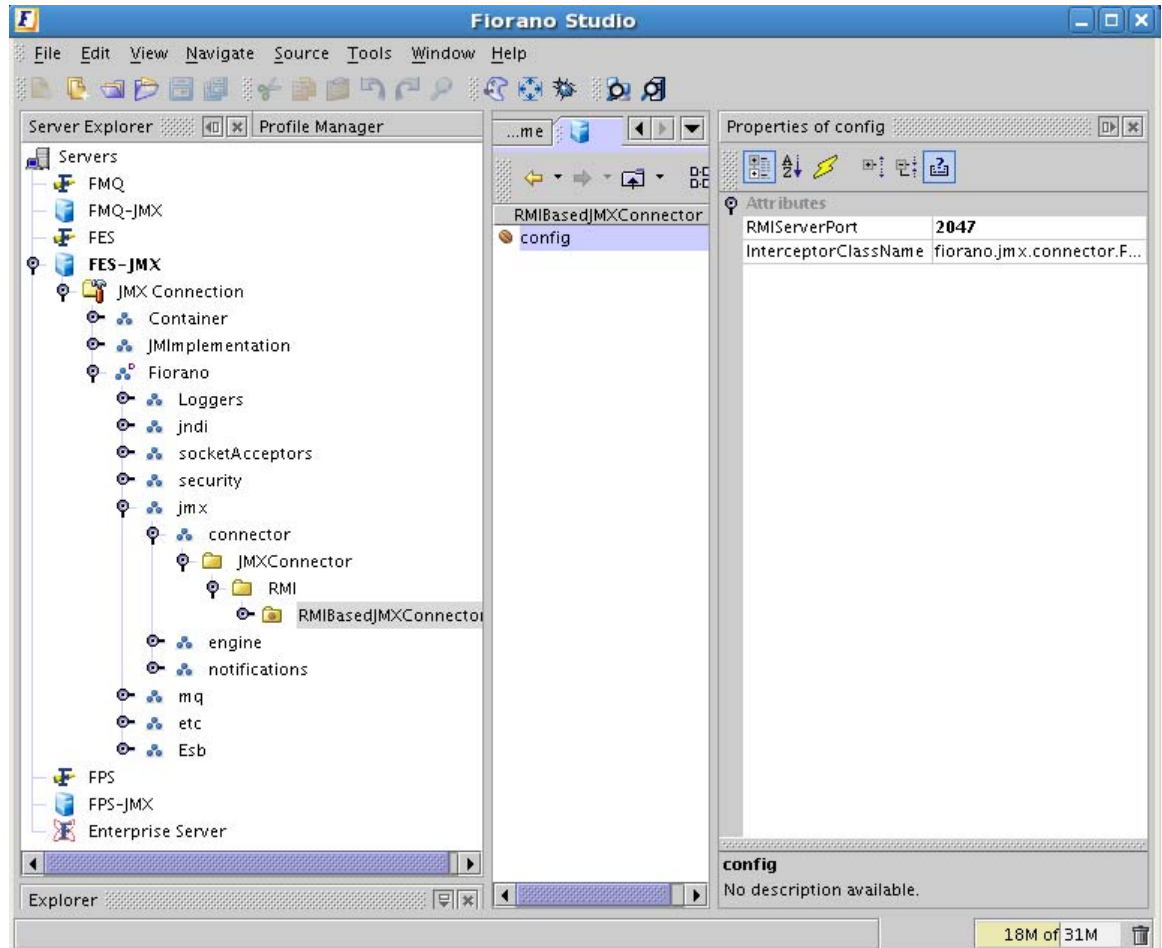 Fiorano Studio
File Edit View Navigate Source Tools Window Help
Server Explorer
Profile Manager
Servers
FMQ
FMQ-JMX
FES
FES-JMX
JMX Connection
Container
JMImplementation
Fiorano
Loggers
jndi
socketAcceptors
security
jmx
connector
JMXConnector
RMI
RMIBasedJMXConnector
engine
notifications
mq
etc
Esb
FPS
FPS-JMX
Enterprise Server
Explorer
...me
RMIBasedJMXConnector
config
Properties of config
Attributes
RMIServerPort 2047
InterceptorClassName fiorano.jmx.connector.F...
config
No description available.
18M of 31M